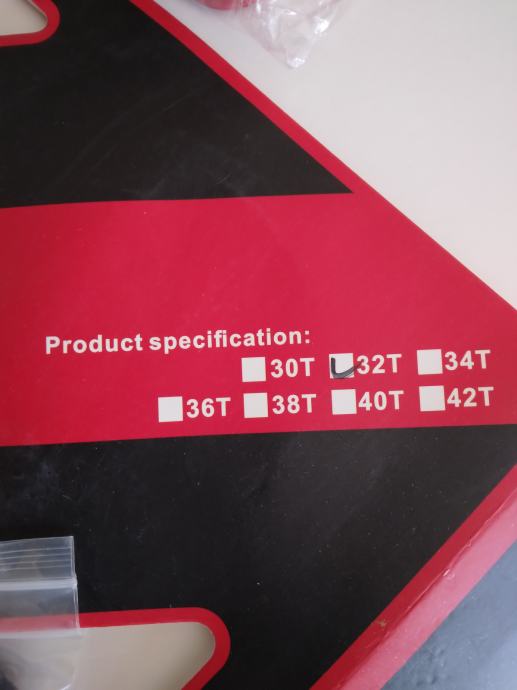 Product specification:
30T 32T 34T
36T 38T 40T 42T